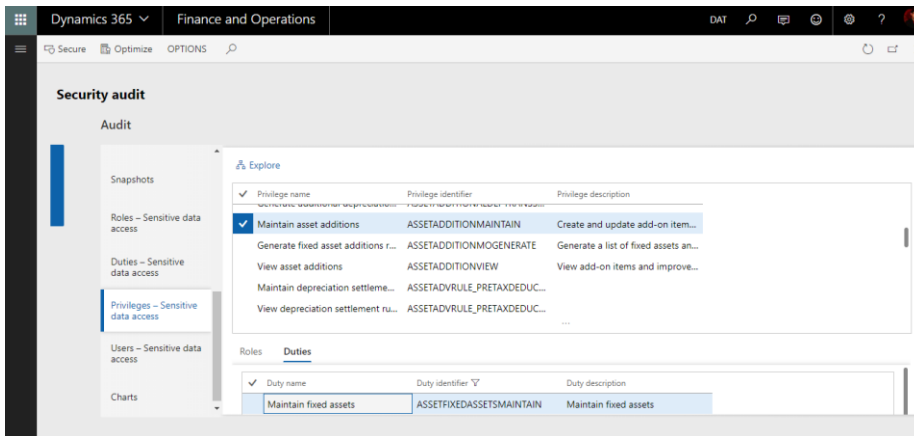 Dynamics 365 Finance and Operations DAT ?
Secure Optimize OPTIONS
Security audit
Audit
Snapshots
Roles – Sensitive data
access
Duties – Sensitive
data access
Privileges – Sensitive
data access
Users – Sensitive data
access
Charts
Explore
Privilege name Privilege identifier Privilege description
Maintain asset additions ASSETADDITIONMAINTAIN Create and update add-on item...
Generate fixed asset additions r... ASSETADDITIONMOGENERATE Generate a list of fixed assets an...
View asset additions ASSETADDITIONVIEW View add-on items and improve...
Maintain depreciation settleme... ASSETADVRULE_PRETAXDEDUC...
View depreciation settlement ru... ASSETADVRULE_PRETAXDEDUC...
...
Roles Duties
Duty name Duty identifier Duty description
Maintain fixed assets ASSETFIXEDASSETSMAINTAIN Maintain fixed assets